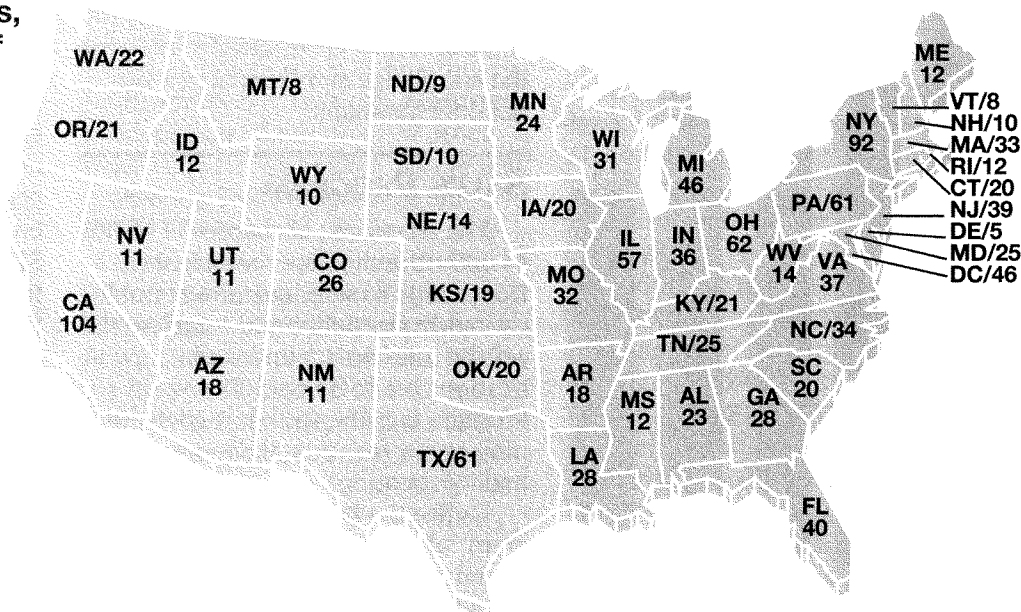 s,
WA/22
MT/8
ND/9
MN
24
ME
12
VT/8
NH/10
MA/33
RI/12
CT/20
NJ/39
DE/5
MD/25
DC/46
OR/21
ID
12
WY
10
SD/10
WI
31
MI
46
NY
92
PA/61
NV
11
UT
11
CO
26
NE/14
IA/20
IL
57
IN
36
OH
62
WV
14
VA
37
CA
104
KS/19
MO
32
KY/21
NC/34
TN/25
AZ
18
NM
11
OK/20
AR
18
MS
12
AL
23
GA
28
SC
20
TX/61
LA
28
FL
40